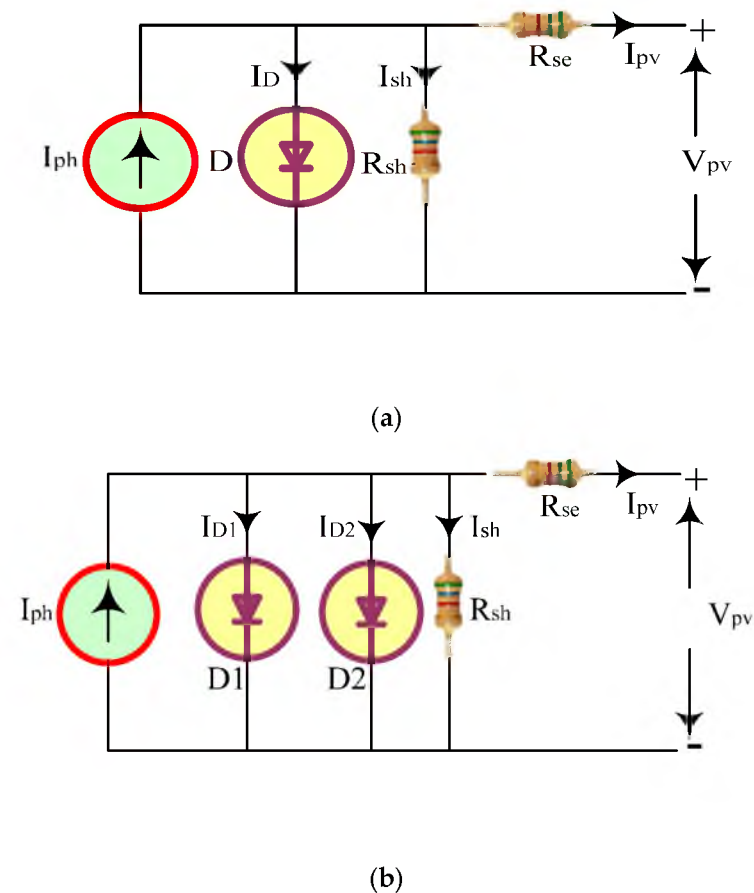 ID Ish Rse Ipv +
Iph D Rsh Vpv
-
(a)
ID1 ID2 Ish Rse Ipv +
Iph Rsh Vpv
D1 D2
-
(b)